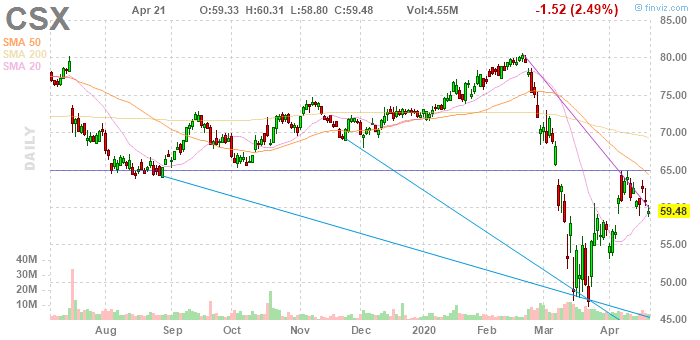 © finviz.com
CSX Apr 21 O:59.33 H:60.31 L:58.80 C:59.48 Vol:4.55M -1.52 (2.49%)
SMA 50
SMA 200
SMA 20
DAILY
85.00
80.00
75.00
70.00
65.00
59.48
55.00
50.00
45.00
40M
30M
20M
10M
Aug Sep Oct Nov Dec 2020 Feb Mar Apr